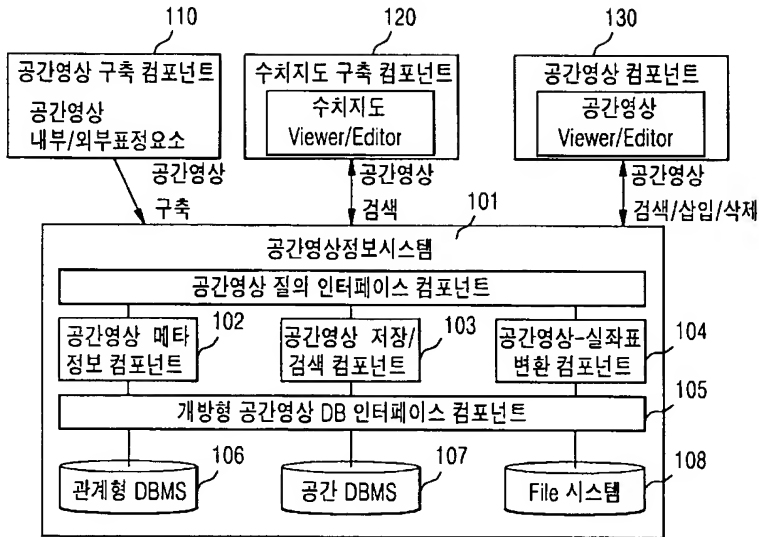 110
120
130
공간영상 구축 컴포넌트
공간영상
내부/외부표정요소
수치지도 구축 컴포넌트
수치지도
Viewer/Editor
공간영상 컴포넌트
공간영상
Viewer/Editor
공간영상
구축
공간영상
검색
공간영상
검색/삽입/삭제
101
공간영상정보시스템
공간영상 질의 인터페이스 컴포넌트
공간영상 메타
정보 컴포넌트
102
공간영상 저장/
검색 컴포넌트
103
공간영상-실좌표
변환 컴포넌트
104
개방형 공간영상 DB 인터페이스 컴포넌트
105
106
관계형 DBMS
107
공간 DBMS
108
File 시스템